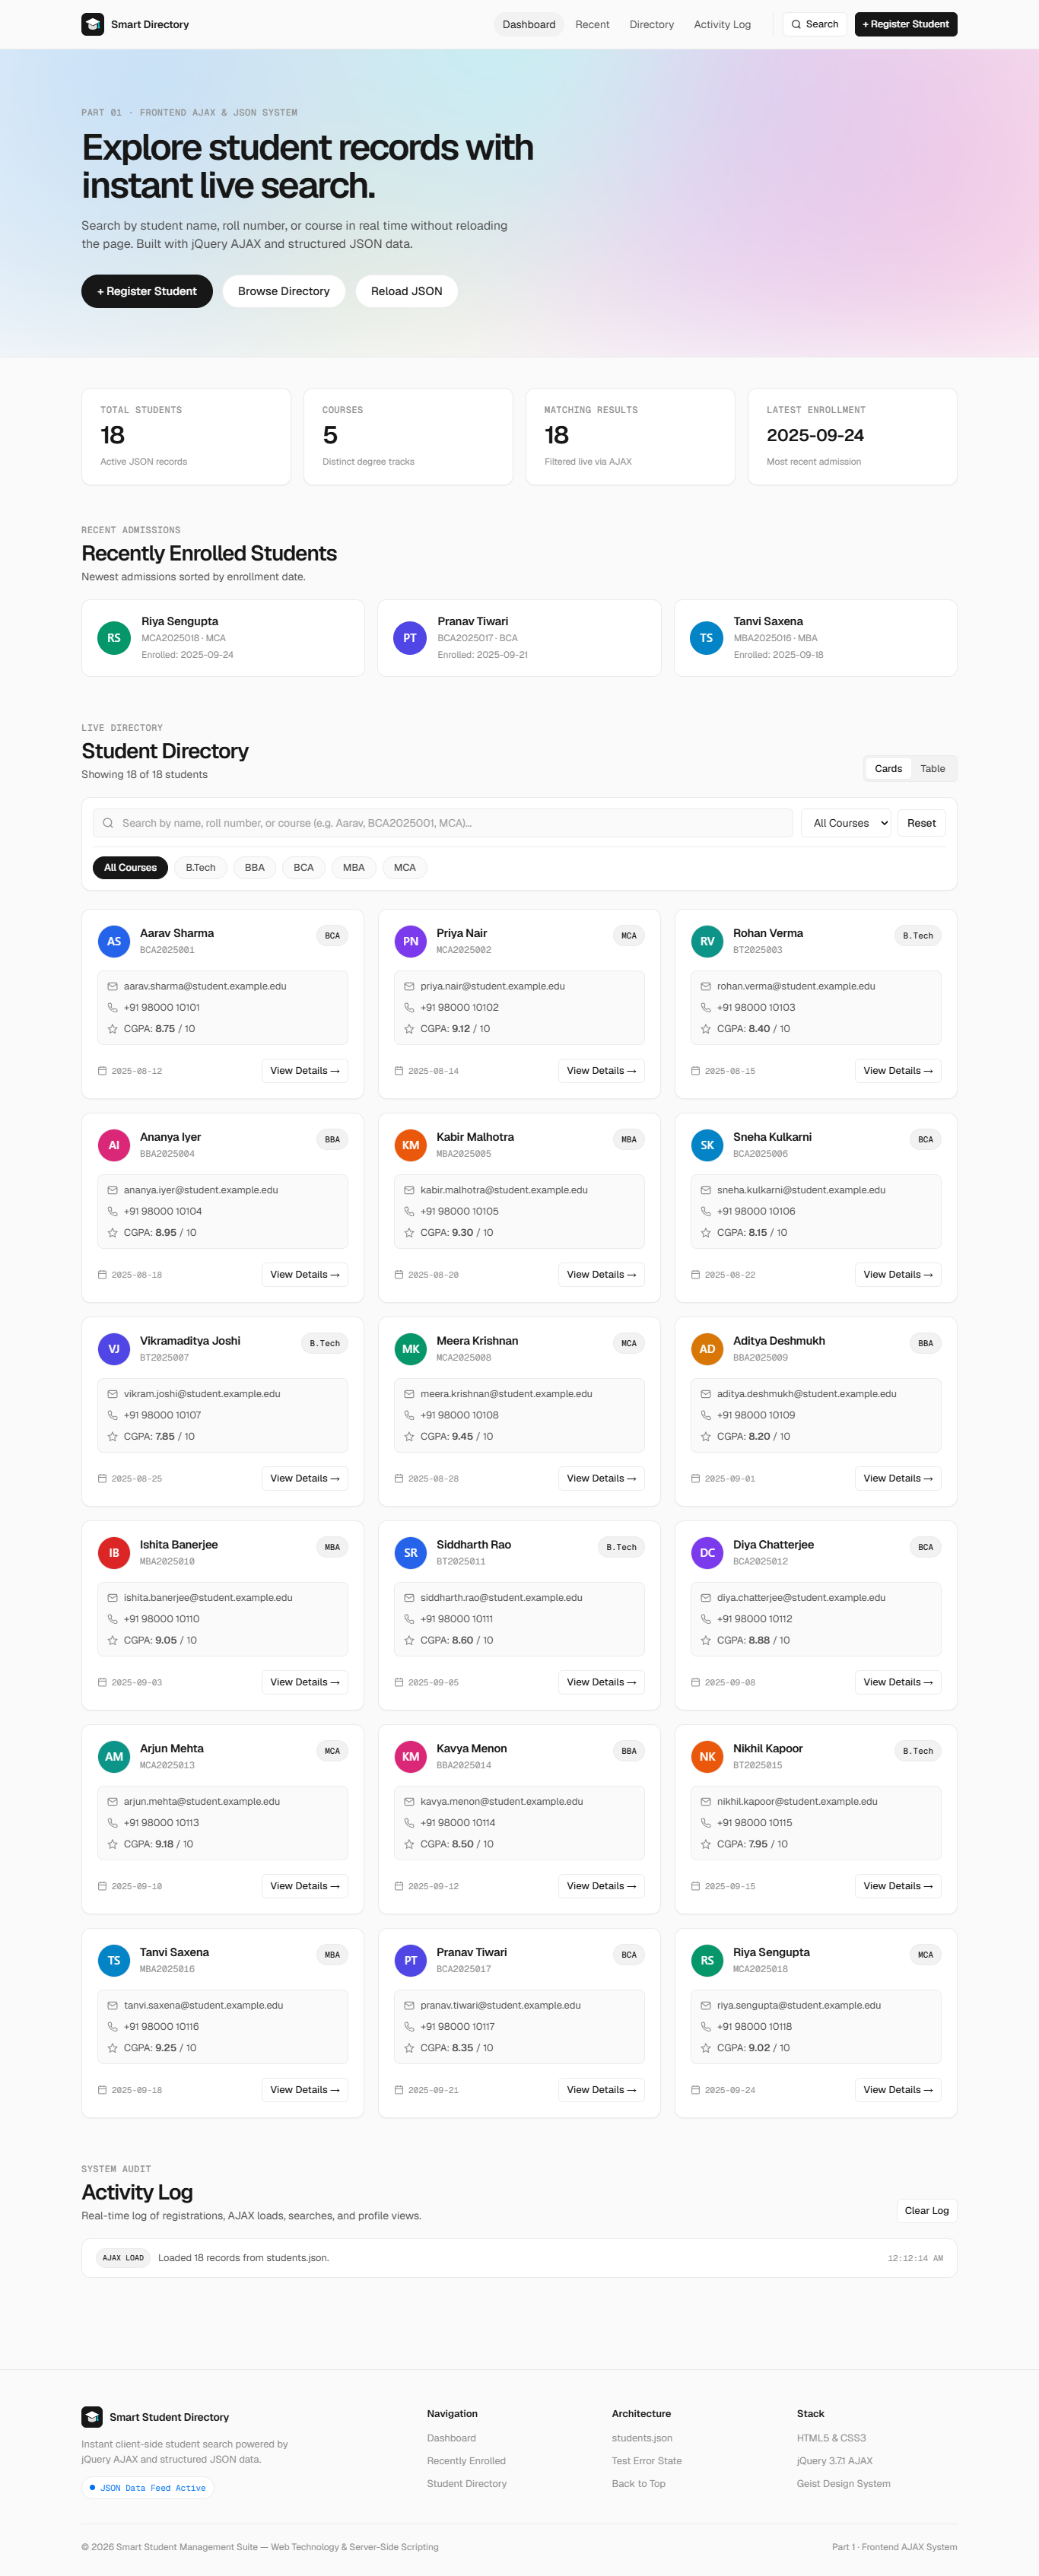 Smart Directory
Dashboard Recent Directory Activity Log Search + Register Student
PART 01 · FRONTEND AJAX & JSON SYSTEM
Explore student records with
instant live search.
Search by student name, roll number, or course in real time without reloading
the page. Built with jQuery AJAX and structured JSON data.
+ Register Student Browse Directory Reload JSON
TOTAL STUDENTS
18
Active JSON records
COURSES
5
Distinct degree tracks
MATCHING RESULTS
18
Filtered live via AJAX
LATEST ENROLLMENT
2025-09-24
Most recent admission
RECENT ADMISSIONS
Recently Enrolled Students
Newest admissions sorted by enrollment date.
RS
Riya Sengupta
MCA2025018 · MCA
Enrolled: 2025-09-24
PT
Pranav Tiwari
BCA2025017 · BCA
Enrolled: 2025-09-21
TS
Tanvi Saxena
MBA2025016 · MBA
Enrolled: 2025-09-18
LIVE DIRECTORY
Student Directory
Showing 18 of 18 students
Cards Table
Search by name, roll number, or course (e.g. Aarav, BCA2025001, MCA)...
All Courses Reset
All Courses B.Tech BBA BCA MBA MCA
AS
Aarav Sharma
BCA
BCA2025001
aarav.sharma@student.example.edu
+91 98000 10101
CGPA: 8.75 / 10
2025-08-12 View Details →
PN
Priya Nair
MCA
MCA2025002
priya.nair@student.example.edu
+91 98000 10102
CGPA: 9.12 / 10
2025-08-14 View Details →
RV
Rohan Verma
B.Tech
BT2025003
rohan.verma@student.example.edu
+91 98000 10103
CGPA: 8.40 / 10
2025-08-15 View Details →
AI
Ananya Iyer
BBA
BBA2025004
ananya.iyer@student.example.edu
+91 98000 10104
CGPA: 8.95 / 10
2025-08-18 View Details →
KM
Kabir Malhotra
MBA
MBA2025005
kabir.malhotra@student.example.edu
+91 98000 10105
CGPA: 9.30 / 10
2025-08-20 View Details →
SK
Sneha Kulkarni
BCA
BCA2025006
sneha.kulkarni@student.example.edu
+91 98000 10106
CGPA: 8.15 / 10
2025-08-22 View Details →
VJ
Vikramaditya Joshi
B.Tech
BT2025007
vikram.joshi@student.example.edu
+91 98000 10107
CGPA: 7.85 / 10
2025-08-25 View Details →
MK
Meera Krishnan
MCA
MCA2025008
meera.krishnan@student.example.edu
+91 98000 10108
CGPA: 9.45 / 10
2025-08-28 View Details →
AD
Aditya Deshmukh
BBA
BBA2025009
aditya.deshmukh@student.example.edu
+91 98000 10109
CGPA: 8.20 / 10
2025-09-01 View Details →
IB
Ishita Banerjee
MBA
MBA2025010
ishita.banerjee@student.example.edu
+91 98000 10110
CGPA: 9.05 / 10
2025-09-03 View Details →
SR
Siddharth Rao
B.Tech
BT2025011
siddharth.rao@student.example.edu
+91 98000 10111
CGPA: 8.60 / 10
2025-09-05 View Details →
DC
Diya Chatterjee
BCA
BCA2025012
diya.chatterjee@student.example.edu
+91 98000 10112
CGPA: 8.88 / 10
2025-09-08 View Details →
AM
Arjun Mehta
MCA
MCA2025013
arjun.mehta@student.example.edu
+91 98000 10113
CGPA: 9.18 / 10
2025-09-10 View Details →
KM
Kavya Menon
BBA
BBA2025014
kavya.menon@student.example.edu
+91 98000 10114
CGPA: 8.50 / 10
2025-09-12 View Details →
NK
Nikhil Kapoor
B.Tech
BT2025015
nikhil.kapoor@student.example.edu
+91 98000 10115
CGPA: 7.95 / 10
2025-09-15 View Details →
TS
Tanvi Saxena
MBA
MBA2025016
tanvi.saxena@student.example.edu
+91 98000 10116
CGPA: 9.25 / 10
2025-09-18 View Details →
PT
Pranav Tiwari
BCA
BCA2025017
pranav.tiwari@student.example.edu
+91 98000 10117
CGPA: 8.35 / 10
2025-09-21 View Details →
RS
Riya Sengupta
MCA
MCA2025018
riya.sengupta@student.example.edu
+91 98000 10118
CGPA: 9.02 / 10
2025-09-24 View Details →
SYSTEM AUDIT
Activity Log
Real-time log of registrations, AJAX loads, searches, and profile views.
Clear Log
AJAX LOAD Loaded 18 records from students.json. 12:12:14 AM
Smart Student Directory
Instant client-side student search powered by
jQuery AJAX and structured JSON data.
JSON Data Feed Active
Navigation
Dashboard
Recently Enrolled
Student Directory
Architecture
students.json
Test Error State
Back to Top
Stack
HTML5 & CSS3
jQuery 3.7.1 AJAX
Geist Design System
© 2026 Smart Student Management Suite — Web Technology & Server-Side Scripting
Part 1 · Frontend AJAX System